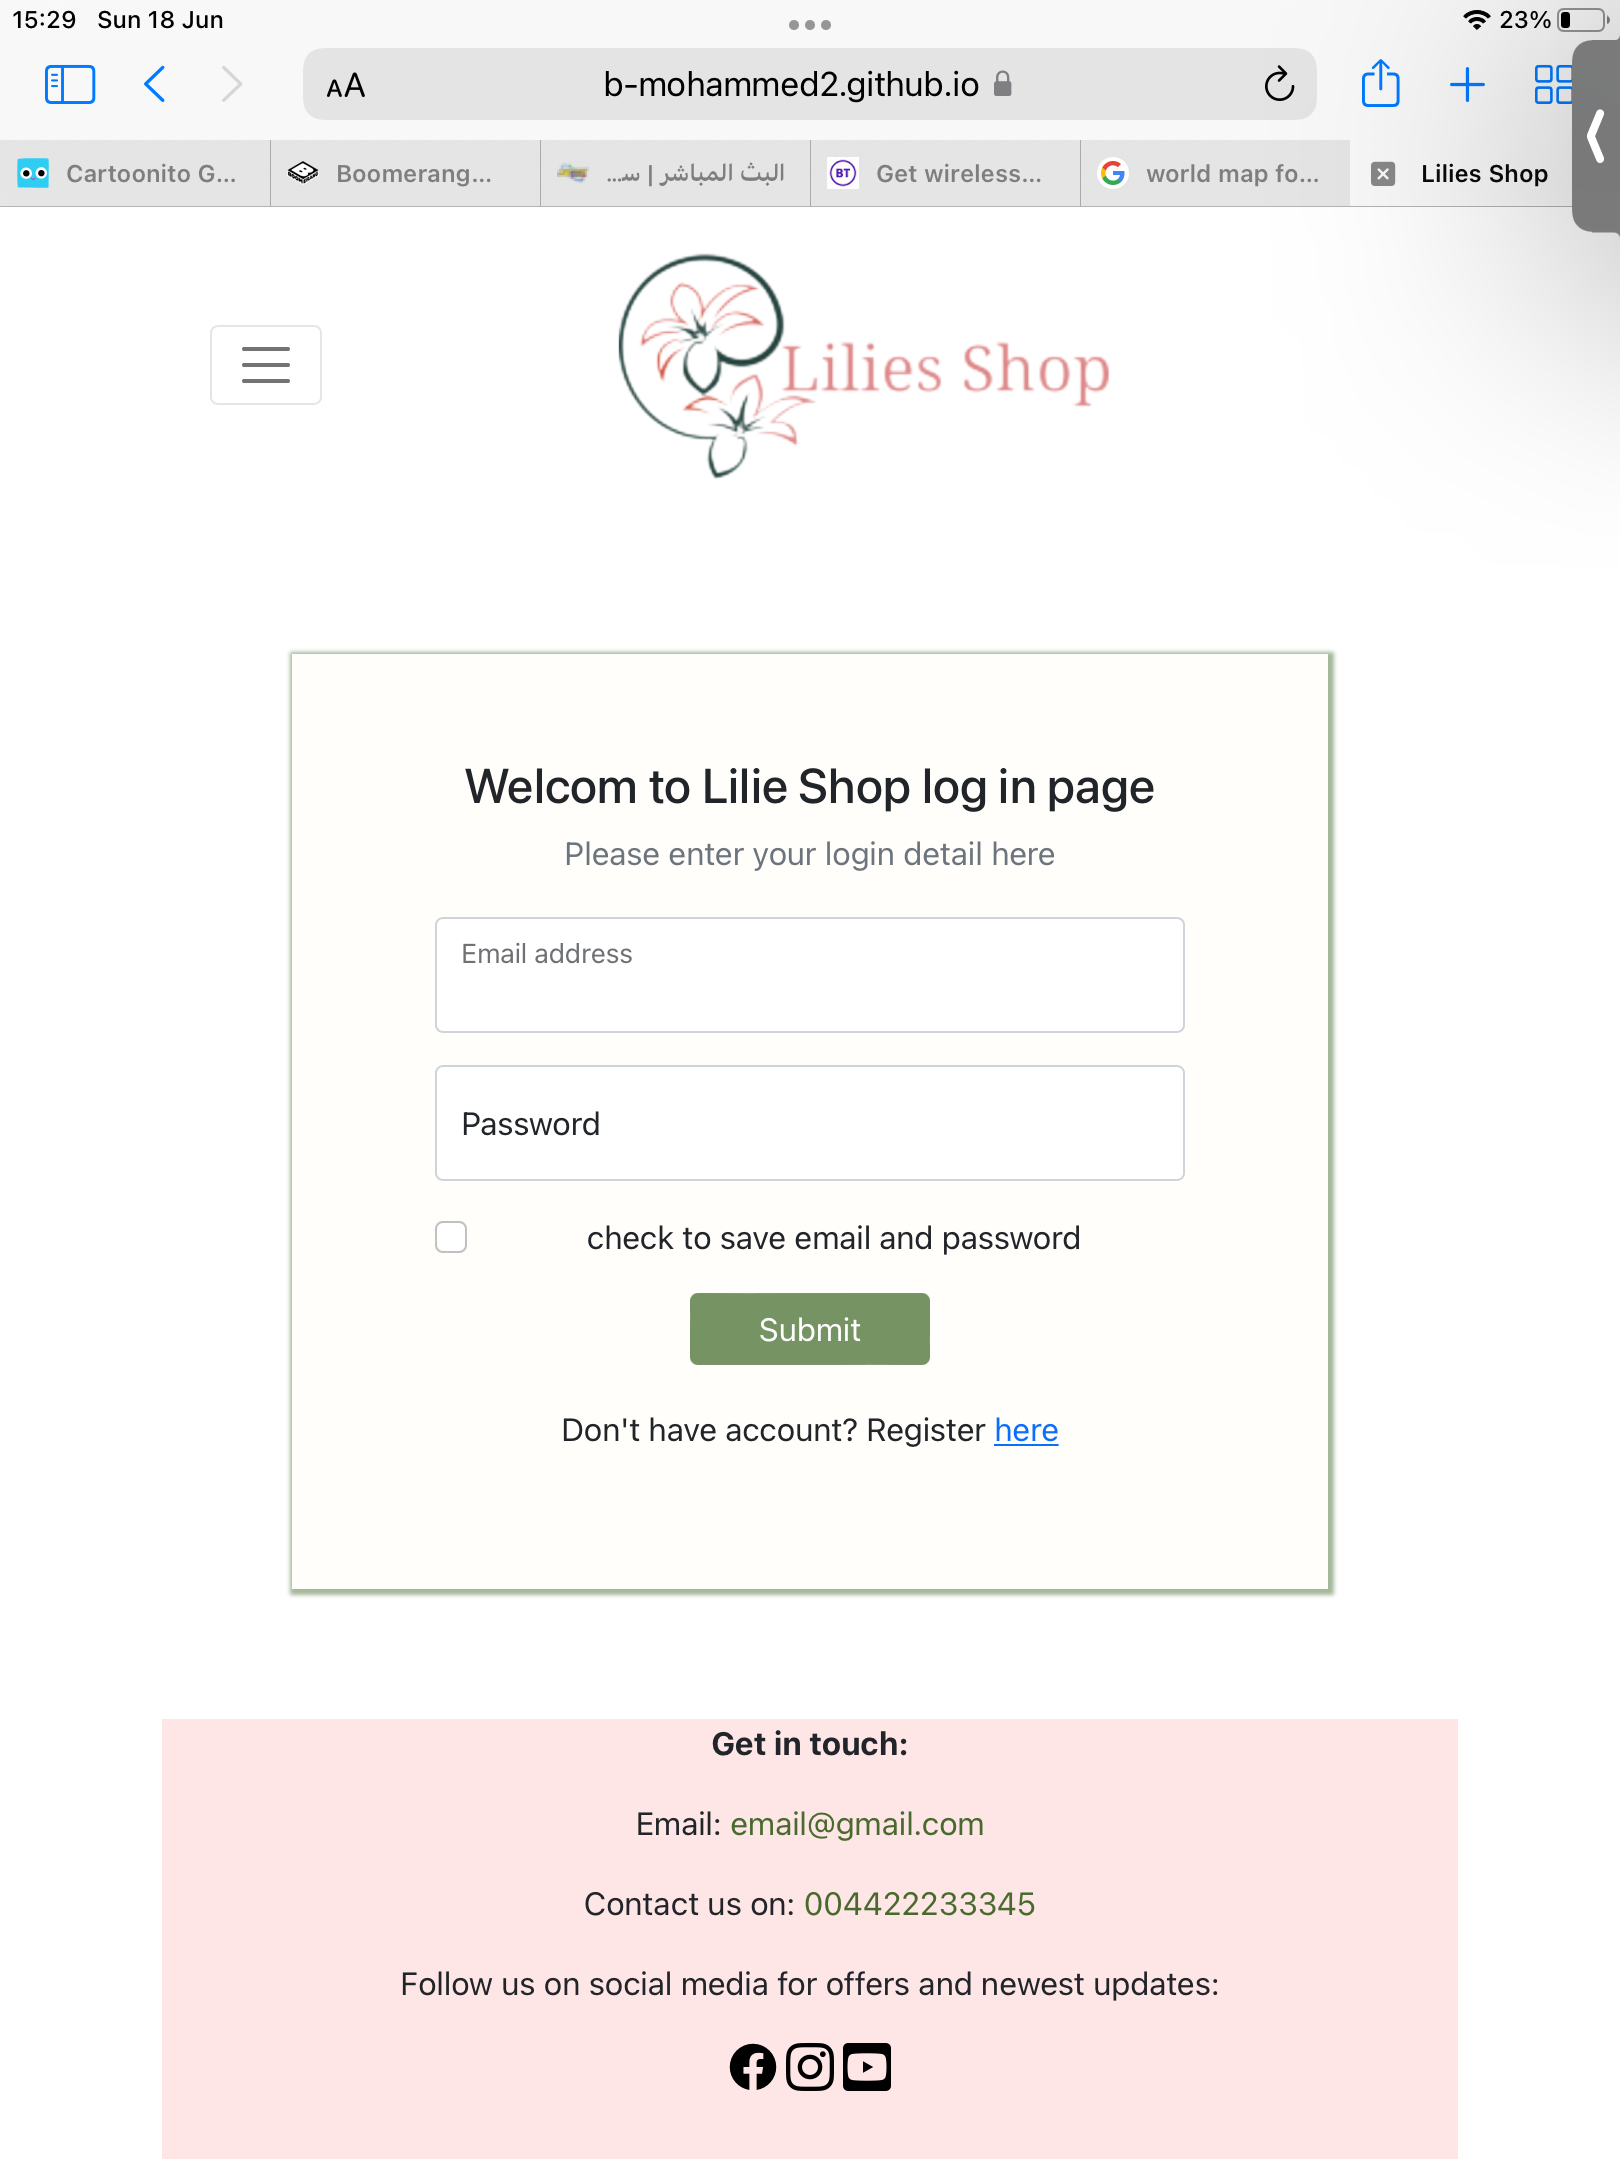 15:29 Sun 18 Jun
23%
AA b-mohammed2.github.io
Cartoonito G... Boomerang... البث المباشر | سـ... BT Get wireless... G world map fo... Lilies Shop
Lilies Shop
Welcom to Lilie Shop log in page
Please enter your login detail here
Email address
Password
check to save email and password
Submit
Don't have account? Register here
Get in touch:
Email: email@gmail.com
Contact us on: 004422233345
Follow us on social media for offers and newest updates: